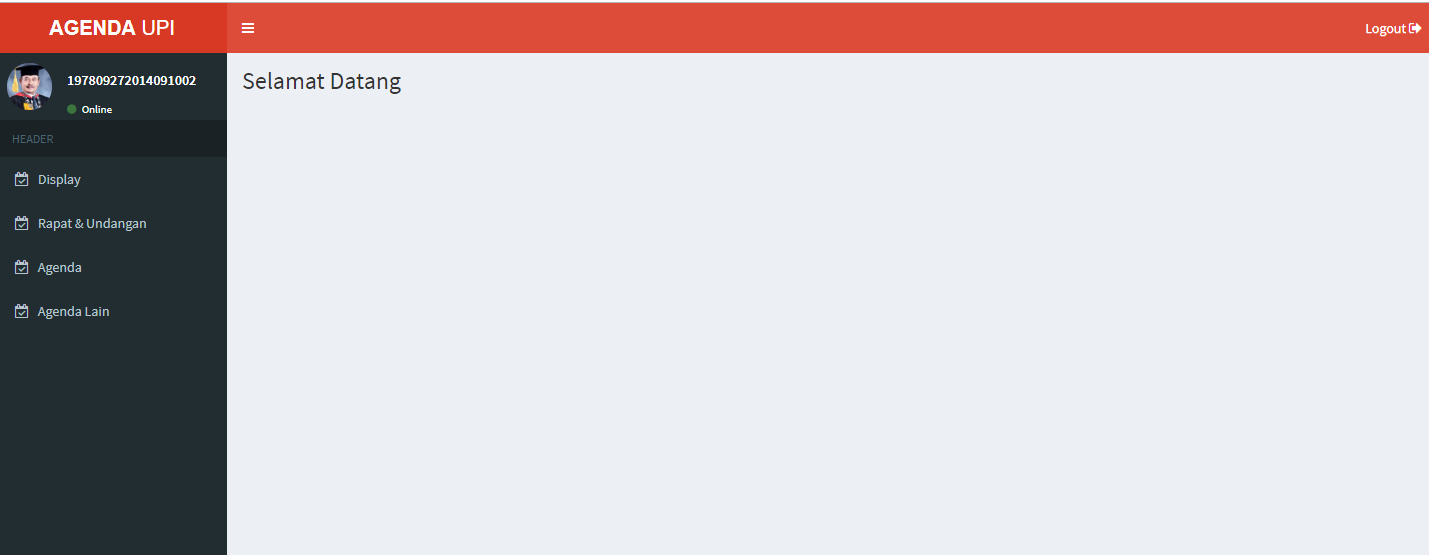 AGENDA UPI
Logout
197809272014091002
Online
Selamat Datang
HEADER
Display
Rapat & Undangan
Agenda
Agenda Lain